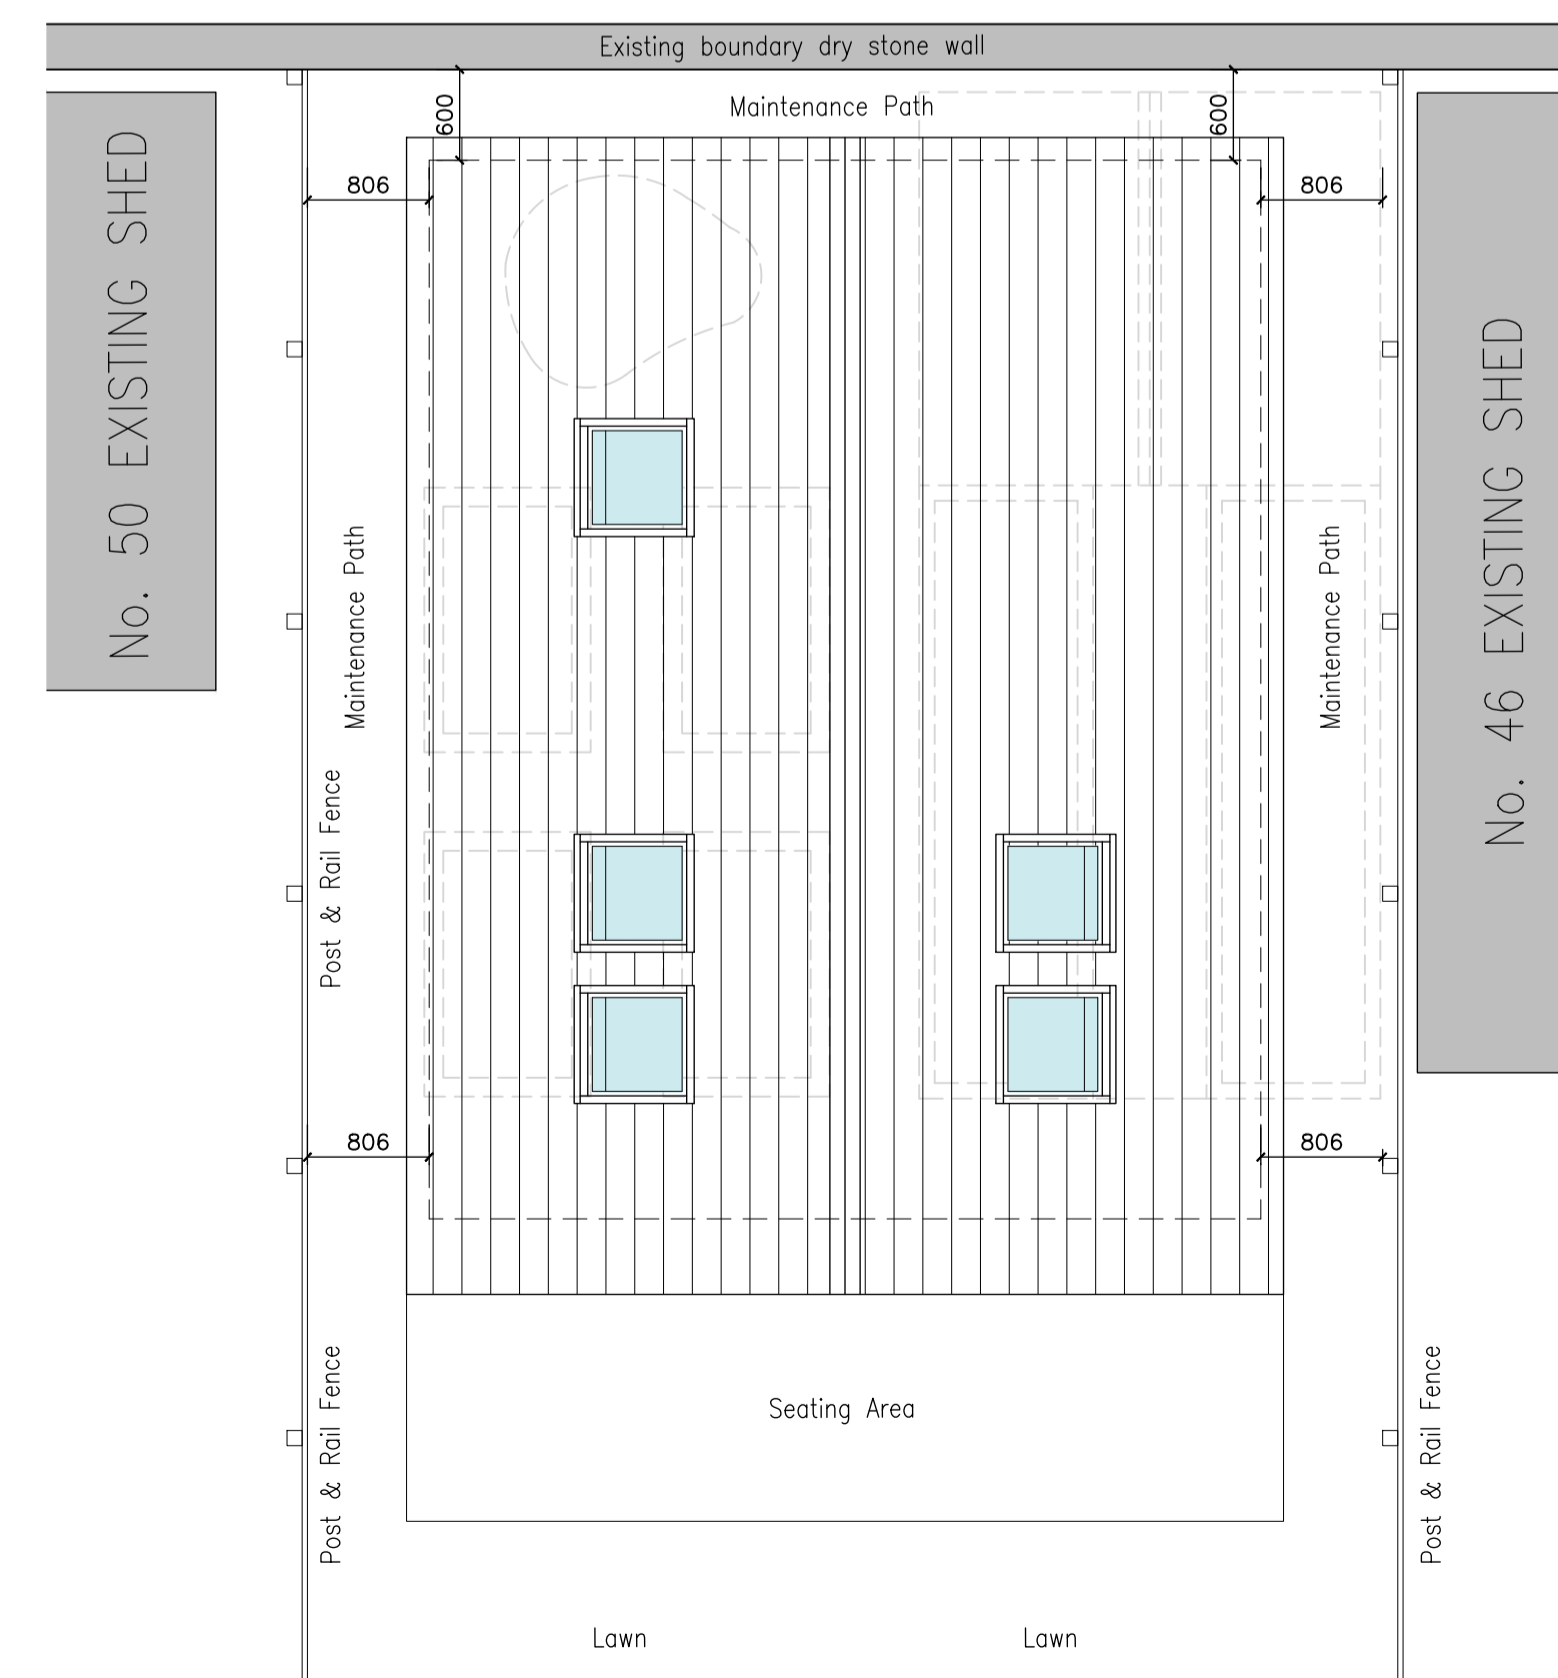 Existing boundary dry stone wall
Maintenance Path
600
600
806
806
No. 50 EXISTING SHED
No. 46 EXISTING SHED
Maintenance Path
Maintenance Path
Post & Rail Fence
806
806
Post & Rail Fence
Seating Area
Post & Rail Fence
Lawn
Lawn